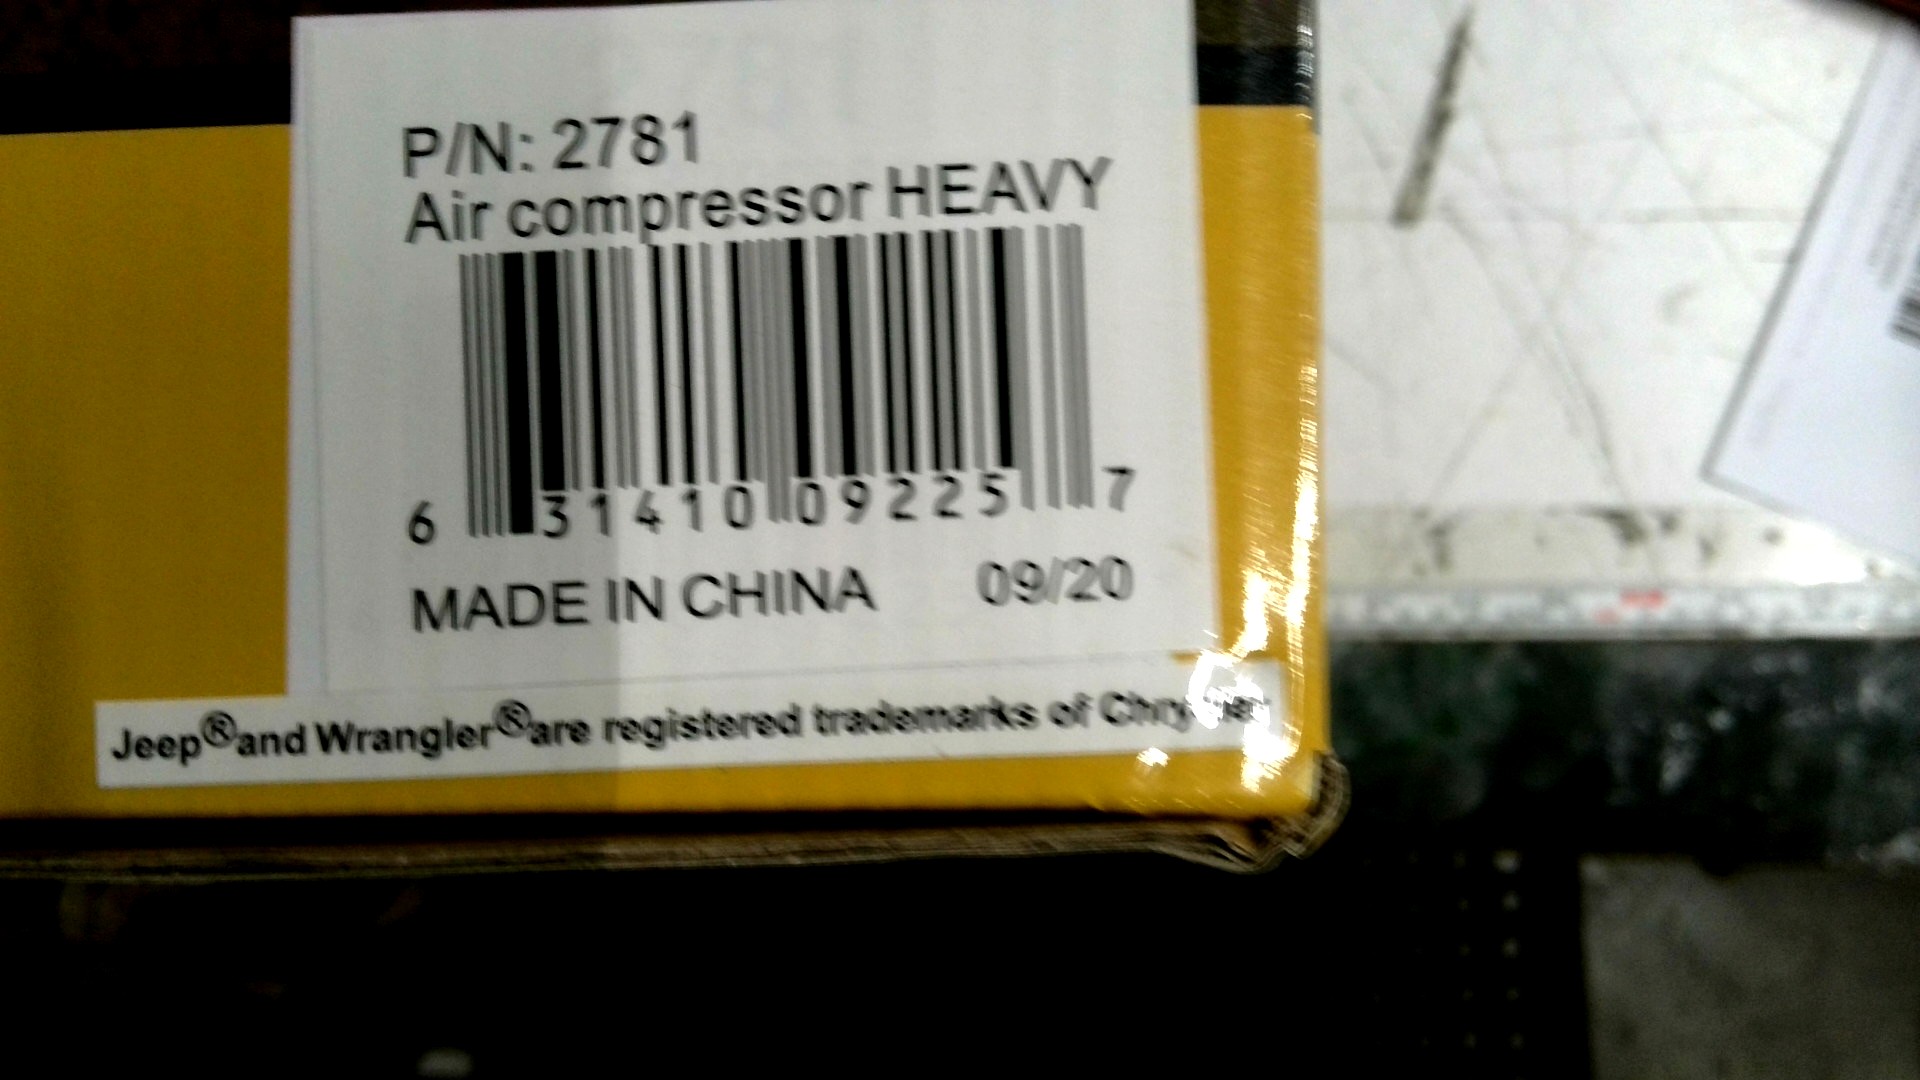 P/N: 2781
Air compressor HEAVY
6 31410 09225 7
MADE IN CHINA 09/20
Jeep® and Wrangler® are registered trademarks of